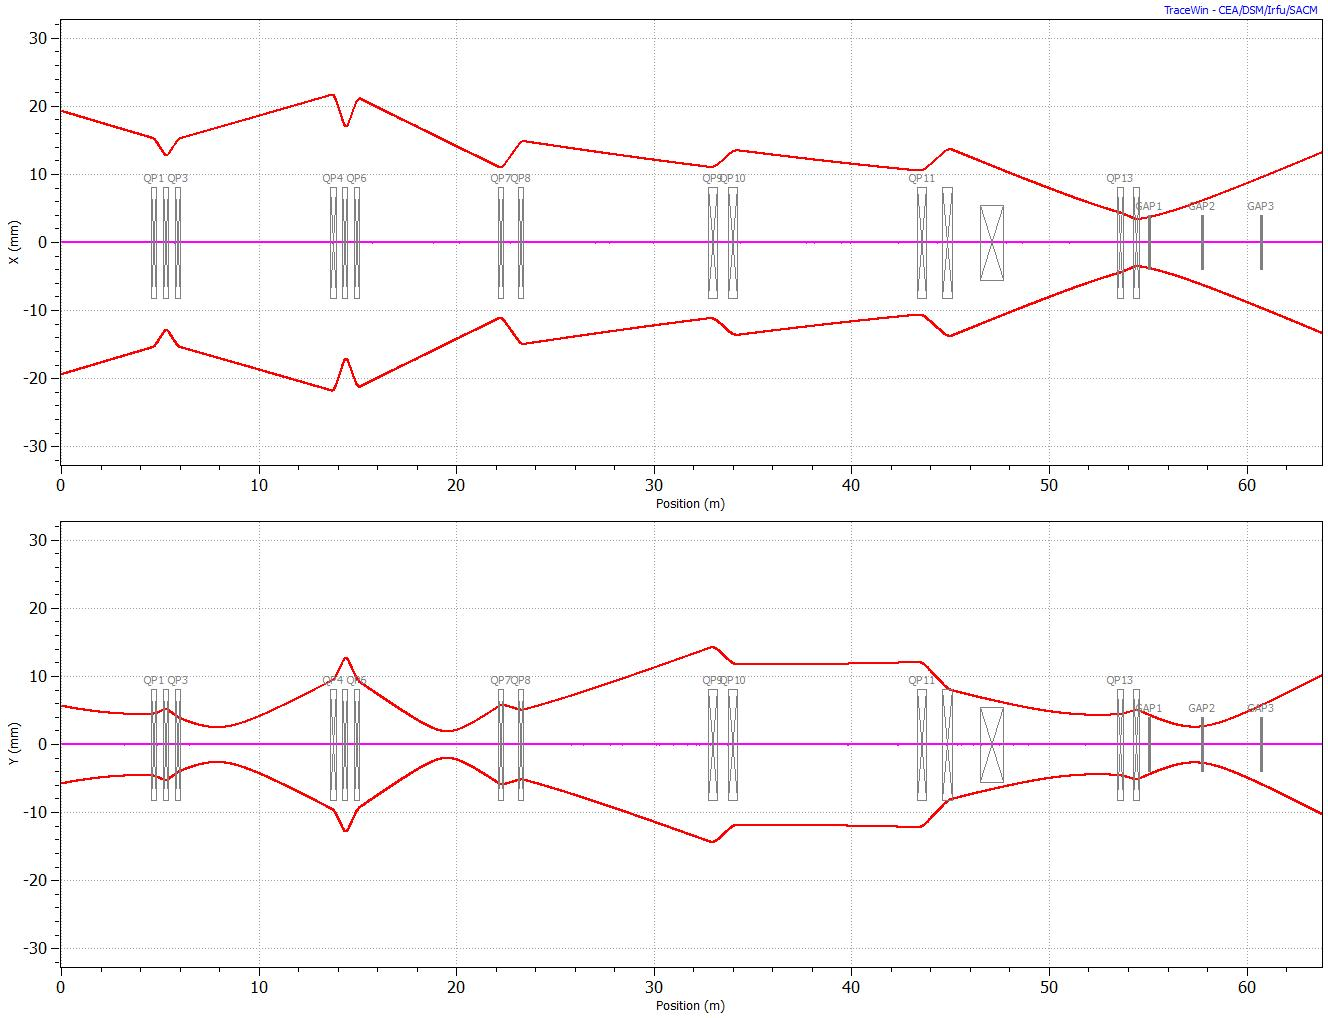 TraceWin - CEA/DSM/Irfu/SACM
30
20
10
0
-10
-20
-30
X (mm)
QP1 QP3 QP4 QP6 QP7 QP8 QP9 QP10 QP11 QP13
GAP1 GAP2 GAP3
0 10 20 30 40 50 60
Position (m)
30
20
10
0
-10
-20
-30
Y (mm)
QP1 QP3 QP4 QP6 QP7 QP8 QP9 QP10 QP11 QP13
GAP1 GAP2 GAP3
0 10 20 30 40 50 60
Position (m)